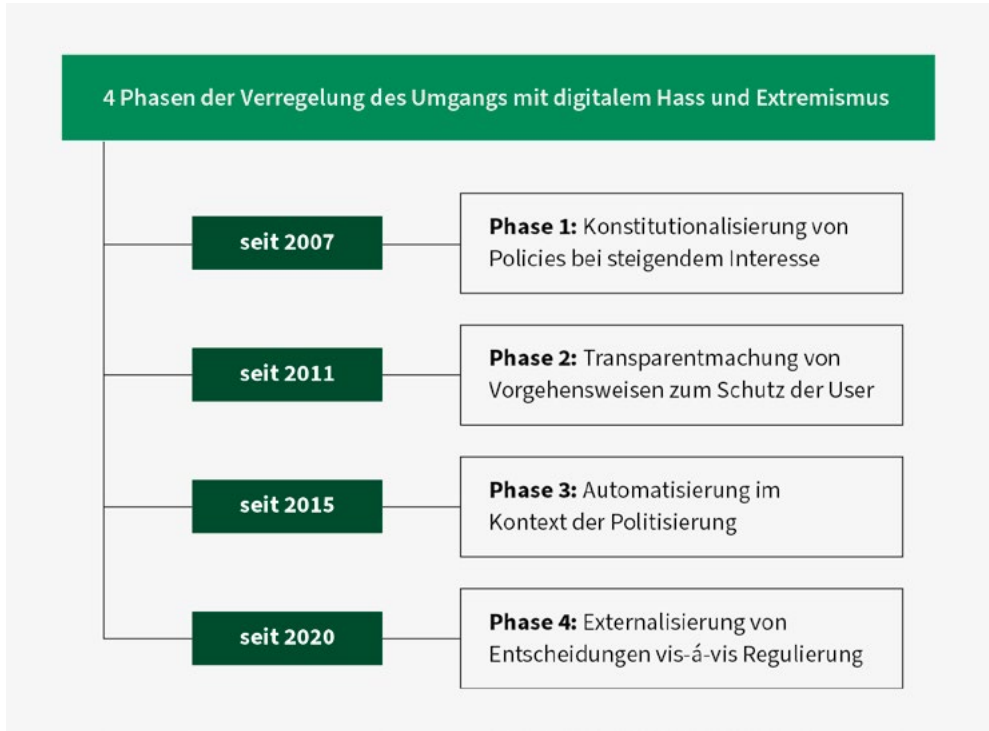 4 Phasen der Verregelung des Umgangs mit digitalem Hass und Extremismus
seit 2007
Phase 1: Konstitutionalisierung von
Policies bei steigendem Interesse
seit 2011
Phase 2: Transparentmachung von
Vorgehensweisen zum Schutz der User
seit 2015
Phase 3: Automatisierung im
Kontext der Politisierung
seit 2020
Phase 4: Externalisierung von
Entscheidungen vis-á-vis Regulierung